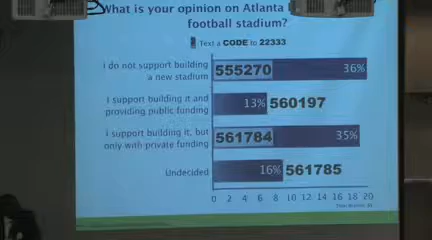 What is your opinion on Atlanta
football stadium?
Text a CODE to 22333
I do not support building
a new stadium
555270
36%
I support building it and
providing public funding
13%
560197
I support building it, but
only with private funding
561784
35%
Undecided
16%
561785
0 2 4 6 8 10 12 14 16 18 20